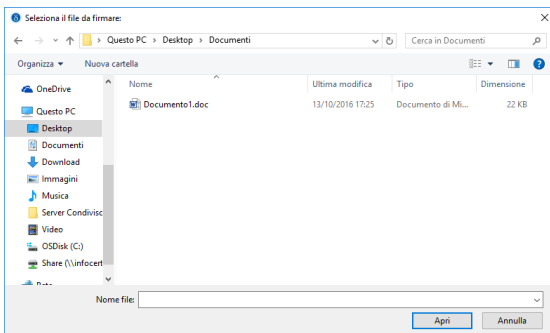 Seleziona il file da firmare:
Questo PC > Desktop > Documenti
Cerca in Documenti
Organizza
Nuova cartella
Nome
Ultima modifica
Tipo
Dimensione
OneDrive
Questo PC
Desktop
Documenti
Download
Immagini
Musica
Server Condivisc
Video
OSDisk (C:)
Share (\\infocert
Documento1.doc
13/10/2016 17:25
Documento di Mi...
22 KB
Nome file:
Apri
Annulla